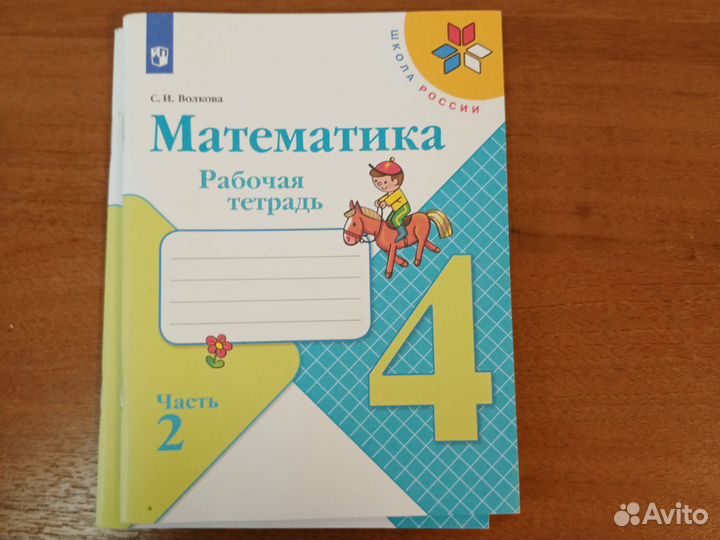 ШКОЛА РОССИИ
С. И. Волкова
Математика
Рабочая
тетрадь
4
Часть
2
Avito